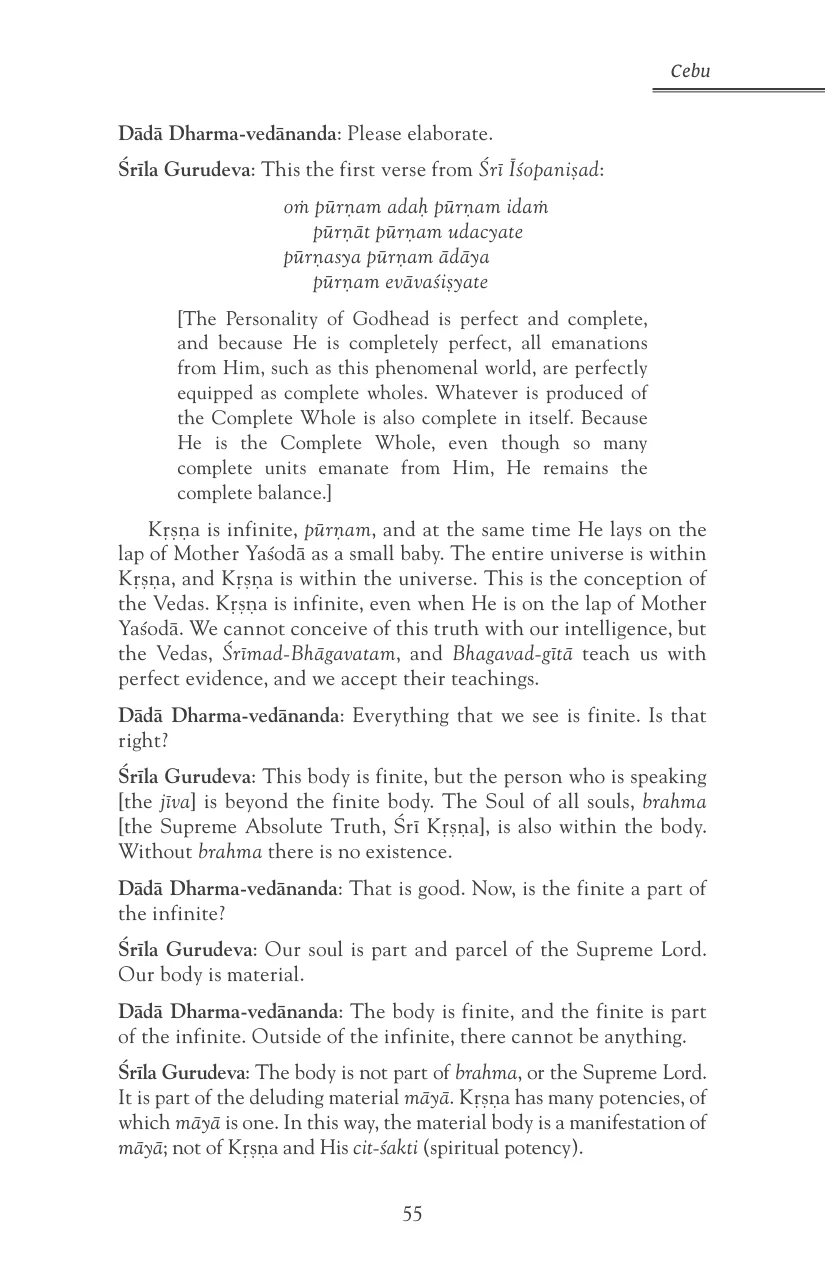 Cebu
Dādā Dharma-vedānanda: Please elaborate.
Śrīla Gurudeva: This the first verse from Śrī Īśopaniṣad:
oṁ pūrṇam adaḥ pūrṇam idaṁ
pūrṇāt pūrṇam udacyate
pūrṇasya pūrṇam ādāya
pūrṇam evāvaśiṣyate
[The Personality of Godhead is perfect and complete,
and because He is completely perfect, all emanations
from Him, such as this phenomenal world, are perfectly
equipped as complete wholes. Whatever is produced of
the Complete Whole is also complete in itself. Because
He is the Complete Whole, even though so many
complete units emanate from Him, He remains the
complete balance.]
Kṛṣṇa is infinite, pūrṇam, and at the same time He lays on the
lap of Mother Yaśodā as a small baby. The entire universe is within
Kṛṣṇa, and Kṛṣṇa is within the universe. This is the conception of
the Vedas. Kṛṣṇa is infinite, even when He is on the lap of Mother
Yaśodā. We cannot conceive of this truth with our intelligence, but
the Vedas, Śrīmad-Bhāgavatam, and Bhagavad-gītā teach us with
perfect evidence, and we accept their teachings.
Dādā Dharma-vedānanda: Everything that we see is finite. Is that
right?
Śrīla Gurudeva: This body is finite, but the person who is speaking
[the jīva] is beyond the finite body. The Soul of all souls, brahma
[the Supreme Absolute Truth, Śrī Kṛṣṇa], is also within the body.
Without brahma there is no existence.
Dādā Dharma-vedānanda: That is good. Now, is the finite a part of
the infinite?
Śrīla Gurudeva: Our soul is part and parcel of the Supreme Lord.
Our body is material.
Dādā Dharma-vedānanda: The body is finite, and the finite is part
of the infinite. Outside of the infinite, there cannot be anything.
Śrīla Gurudeva: The body is not part of brahma, or the Supreme Lord.
It is part of the deluding material māyā. Kṛṣṇa has many potencies, of
which māyā is one. In this way, the material body is a manifestation of
māyā; not of Kṛṣṇa and His cit-śakti (spiritual potency).
55